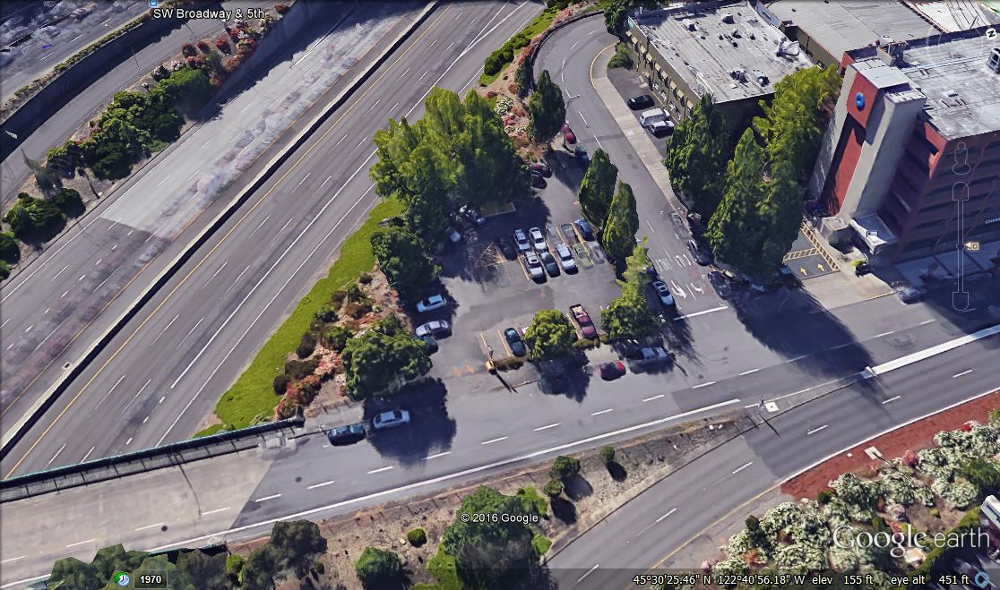 SW Broadway & 5th
© 2016 Google
Google earth
1970
45°30'25.46" N 122°40'56.18" W elev 155 ft eye alt 451 ft